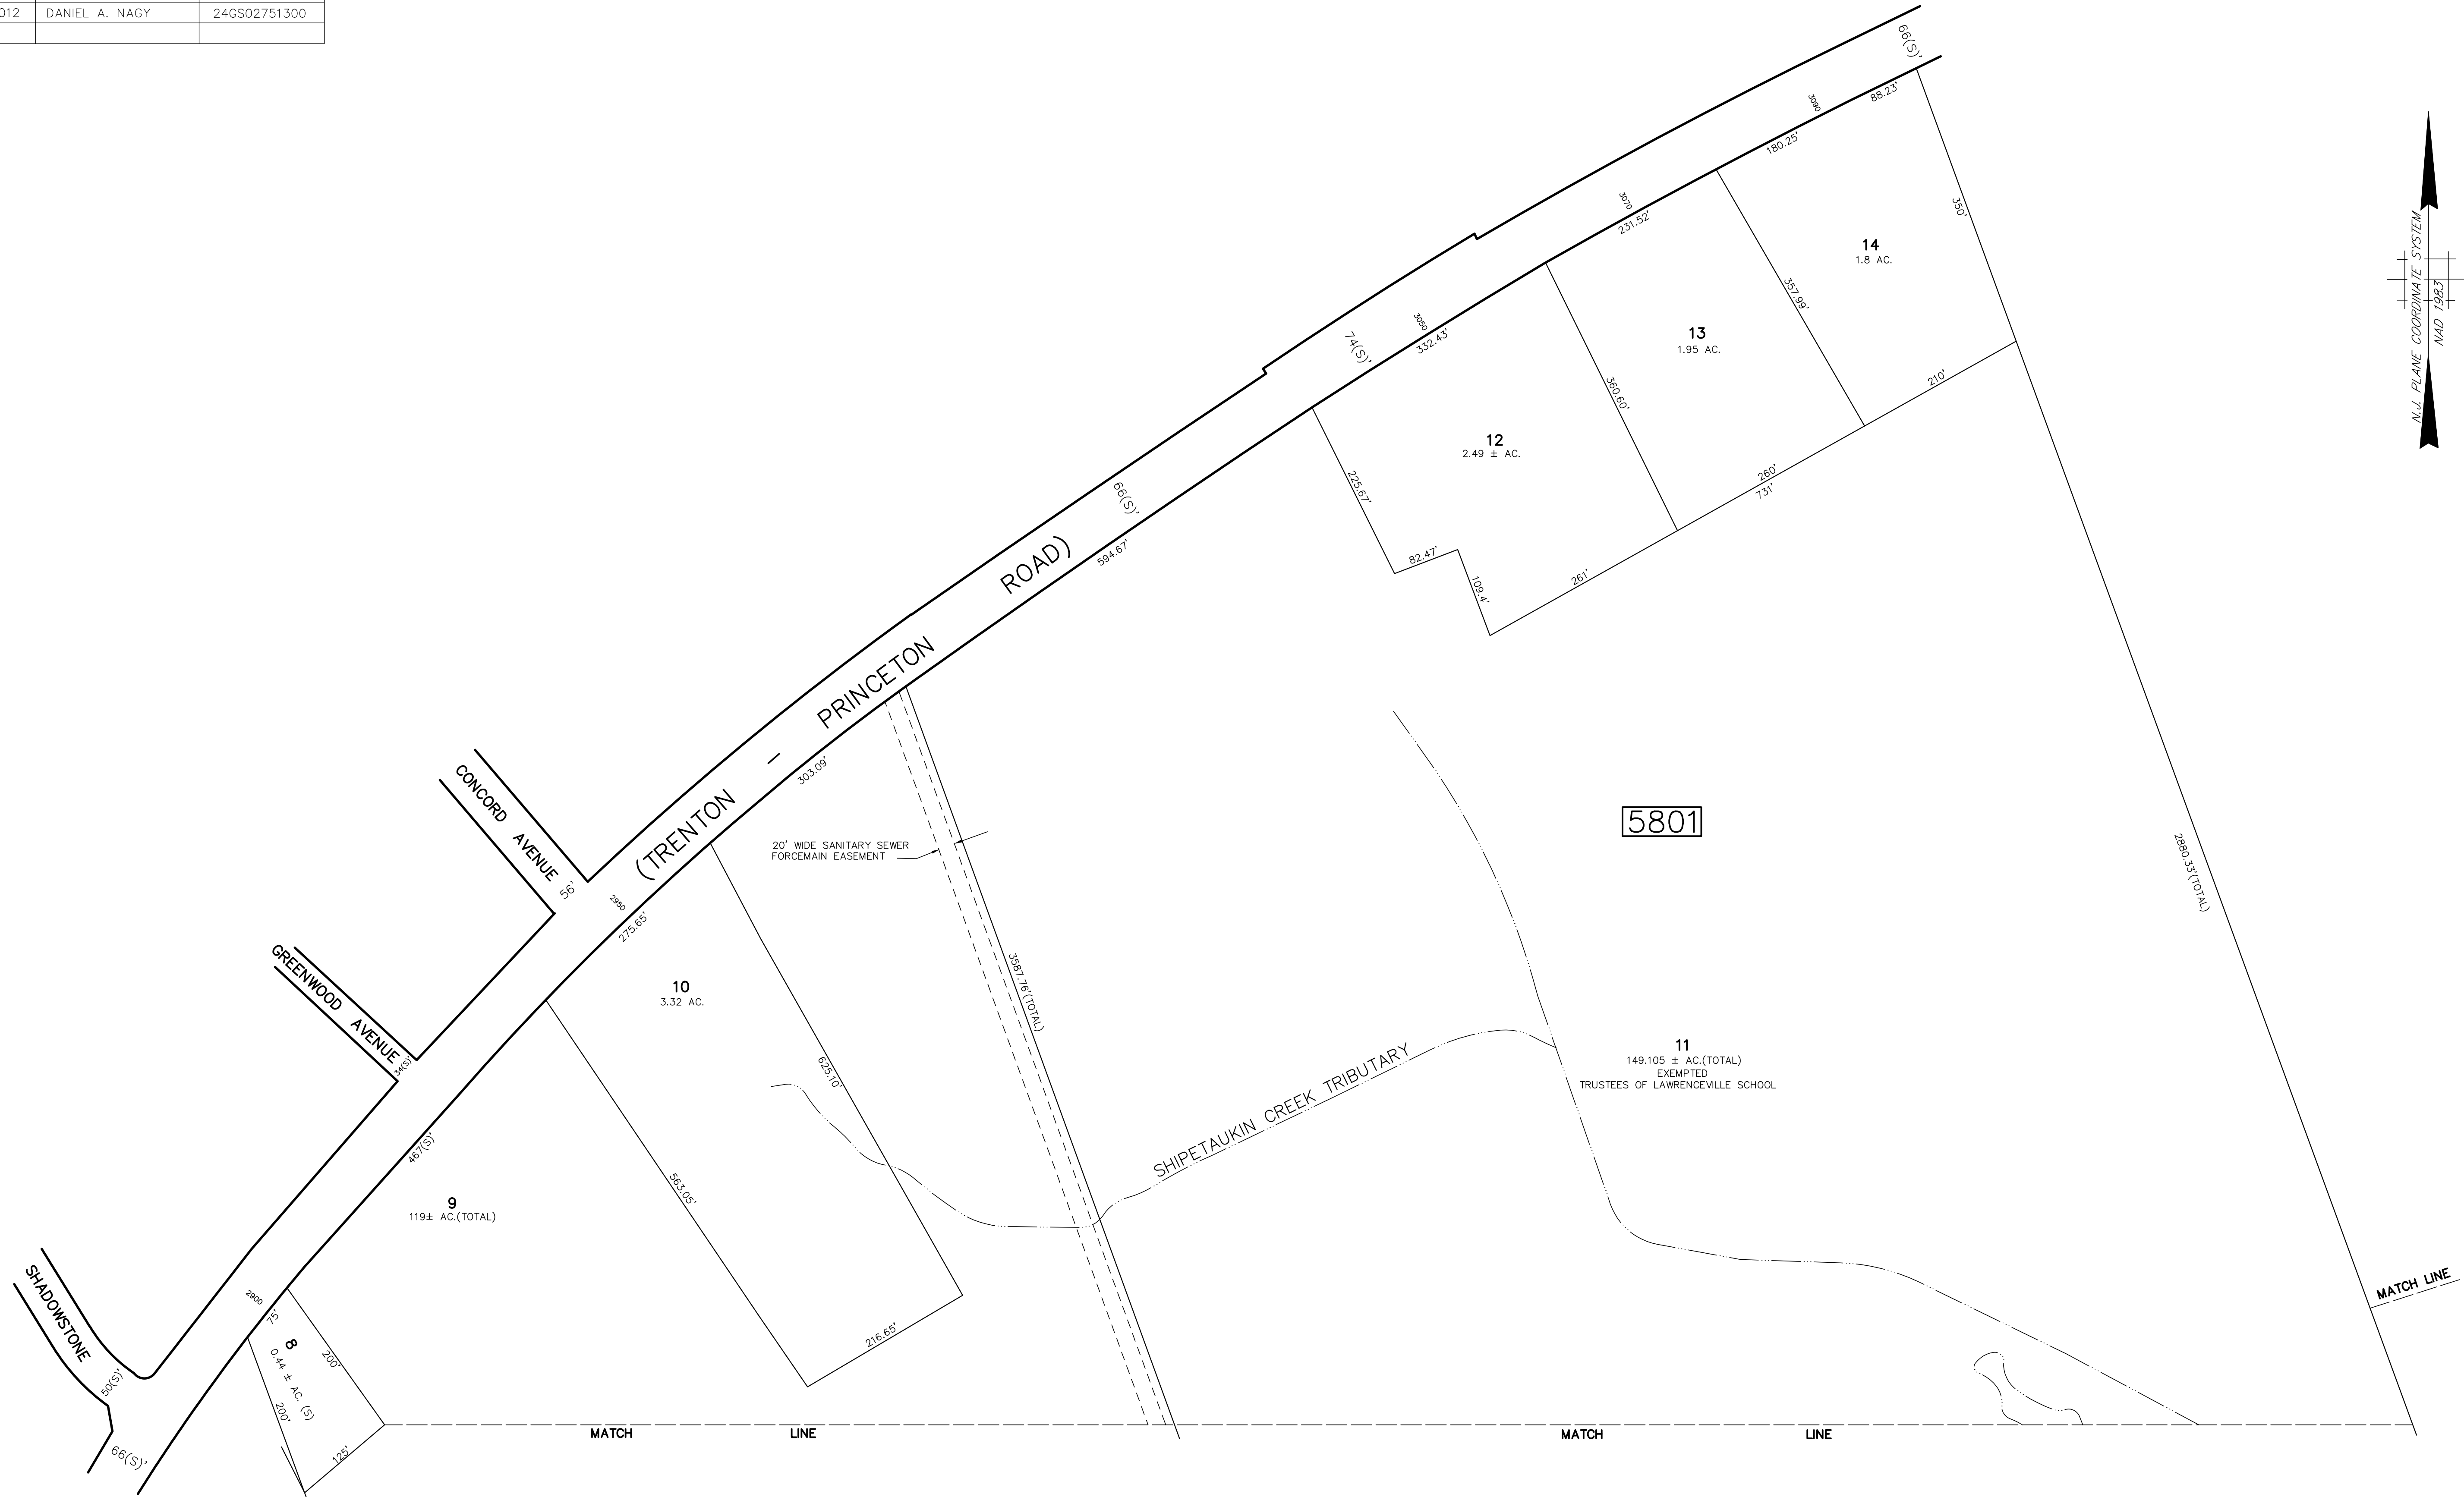 012 DANIEL A. NAGY 24GS02751300
66(S)'
88.23'
3090
180.25'
350'
14
1.8 AC.
3070
231.52'
357.99'
13
1.95 AC.
210'
N.J. PLANE COORDINATE SYSTEM
NAD 1983
74(S)'
3050
332.43'
360.60'
12
2.49 ± AC.
225.67'
260'
731'
82.47'
109.4'
261'
66(S)'
594.67'
(TRENTON - PRINCETON ROAD)
303.09'
CONCORD AVENUE
56'
20' WIDE SANITARY SEWER
FORCEMAIN EASEMENT
5801
2880.33'(TOTAL)
2950
275.65'
GREENWOOD AVENUE
34(S)'
10
3.32 AC.
3587.76'(TOTAL)
625.10'
SHIPETAUKIN CREEK TRIBUTARY
11
149.105 ± AC.(TOTAL)
EXEMPTED
TRUSTEES OF LAWRENCEVILLE SCHOOL
467(S)'
563.05'
9
119± AC.(TOTAL)
SHADOWSTONE
50(S)'
2900
75'
8
0.44 ± AC. (S)
200'
200'
125'
216.65'
66(S)'
MATCH LINE
MATCH LINE
MATCH LINE